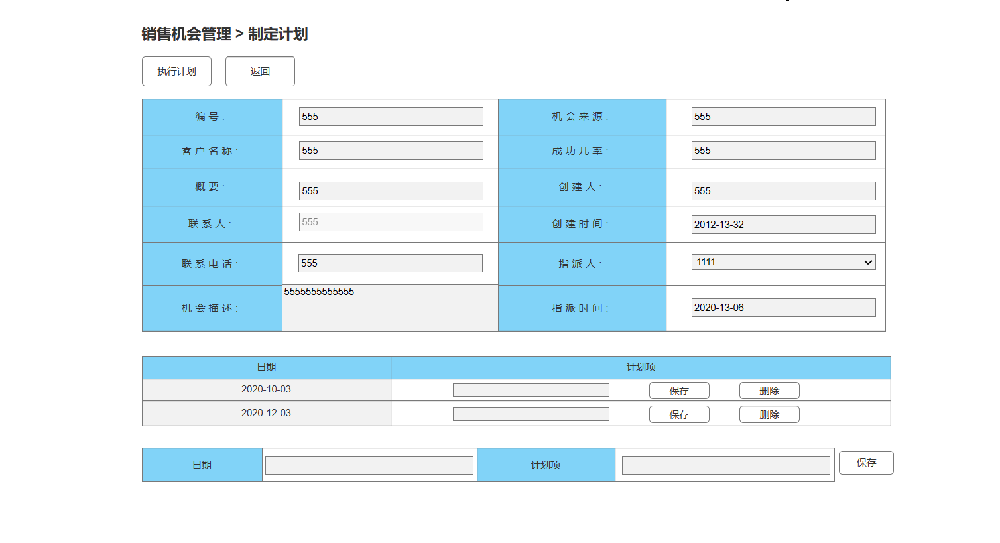 销售机会管理 > 制定计划
执行计划 返回
编 号 : 555 机 会 来 源 : 555
客 户 名 称 : 555 成 功 几 率 : 555
概 要 : 555 创 建 人 : 555
联 系 人 : 555 创 建 时 间 : 2012-13-32
联 系 电 话 : 555 指 派 人 : 1111
机 会 描 述 : 5555555555555 指 派 时 间 : 2020-13-06
日期 计划项
2020-10-03 保存 删除
2020-12-03 保存 删除
日期 计划项 保存